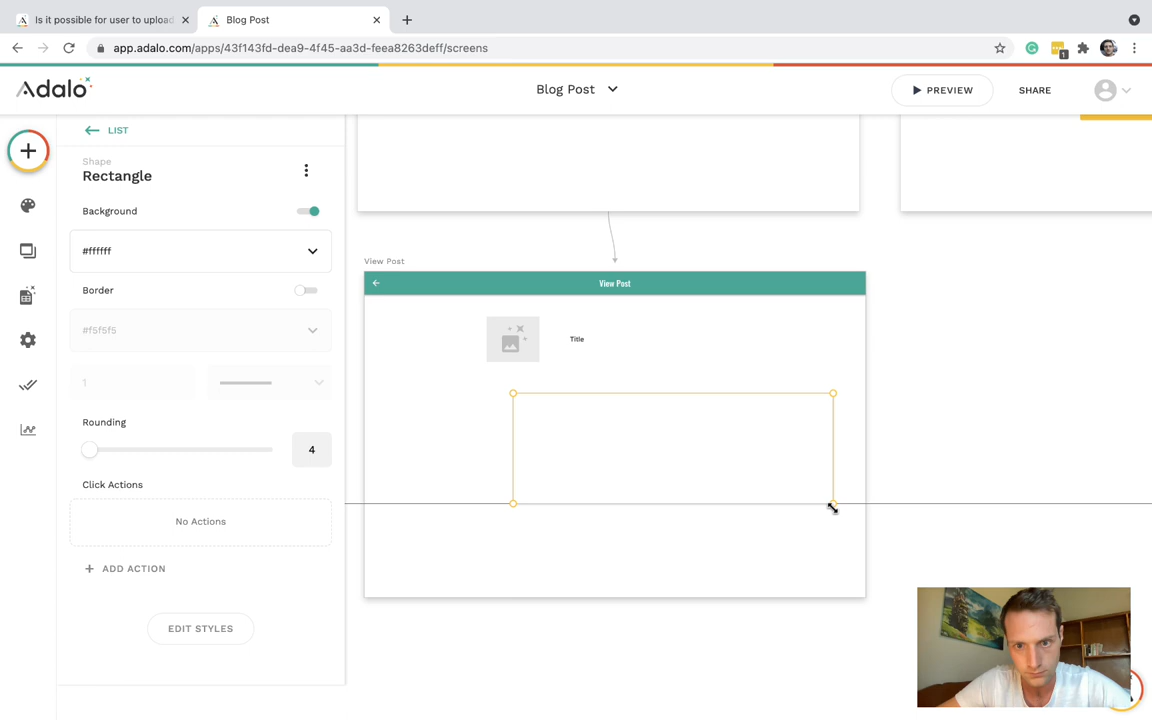 Is it possible for user to upload
Blog Post
app.adalo.com/apps/43f143fd-dea9-4f45-aa3d-feea8263deff/screens
1
Adalo
Blog Post
PREVIEW
SHARE
LIST
Shape
Rectangle
Background
#ffffff
Border
#f5f5f5
1
Rounding
4
Click Actions
No Actions
ADD ACTION
EDIT STYLES
View Post
View Post
Title